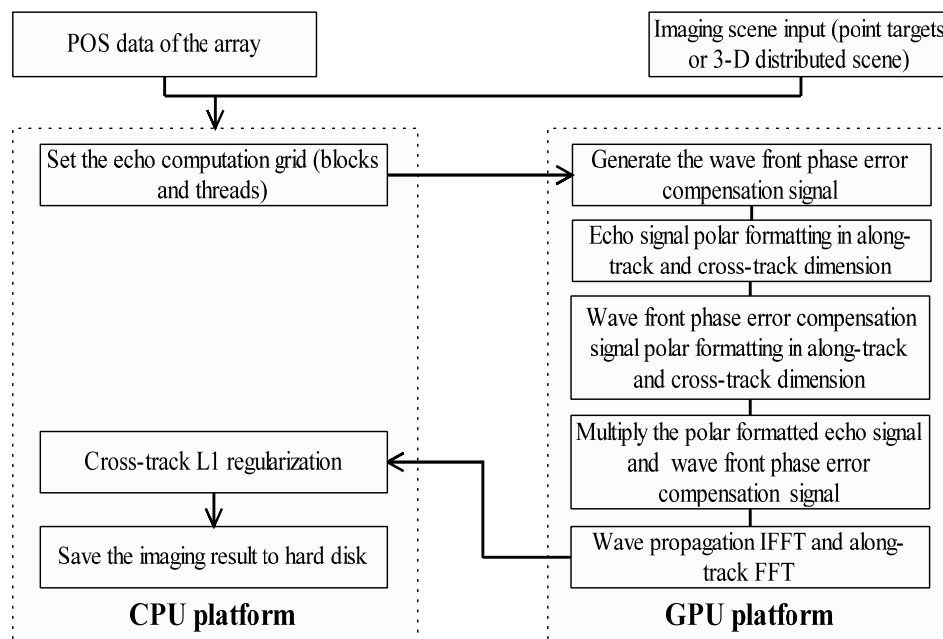 POS data of the array
Imaging scene input (point targets
or 3-D distributed scene)
Set the echo computation grid (blocks
and threads)
Generate the wave front phase error
compensation signal
Echo signal polar formatting in along-
track and cross-track dimension
Wave front phase error compensation
signal polar formatting in along-track
and cross-track dimension
Multiply the polar formatted echo signal
and wave front phase error
compensation signal
Wave propagation IFFT and along-
track FFT
Cross-track L1 regularization
Save the imaging result to hard disk
CPU platform
GPU platform